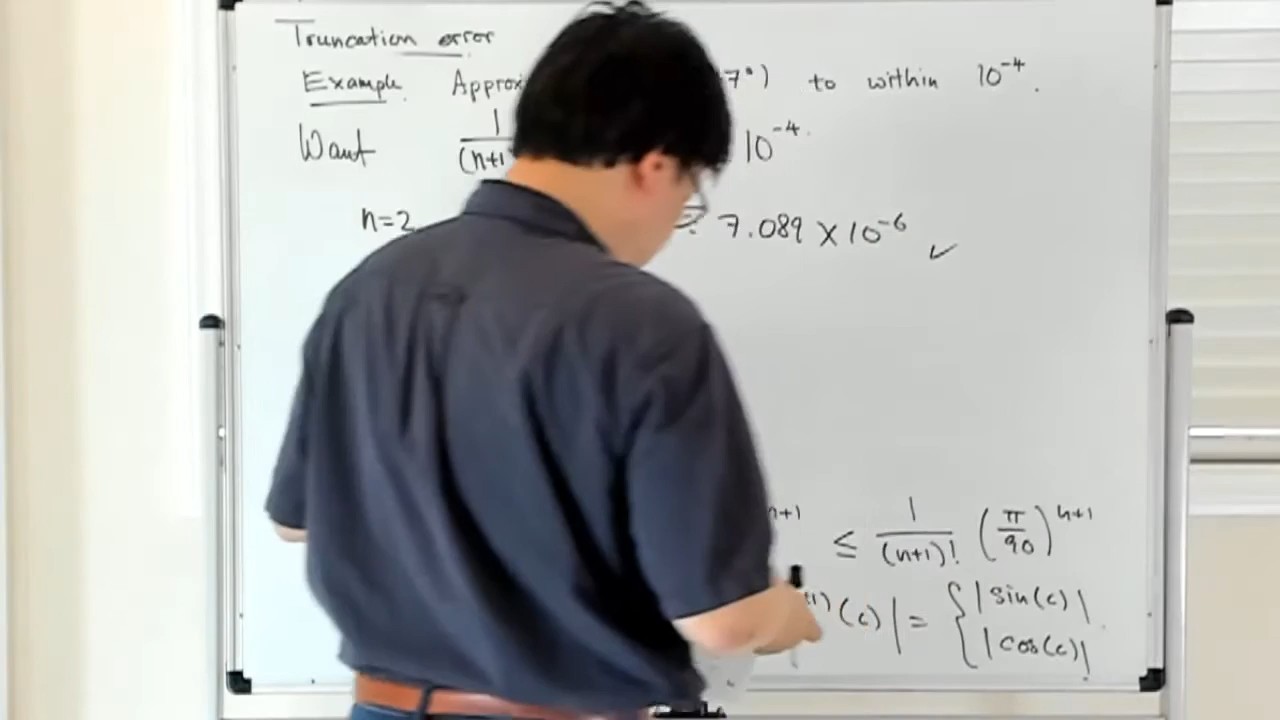 Truncation error
Example. Approx 7°) to within 10⁻⁴.
Want 1/(n+1 10⁻⁴.
n=2 7.089 × 10⁻⁶ ✓
n+1 ≤ 1/(n+1)! (π/90)ⁿ⁺¹
(c)| = { |sin(c)|
|cos(c)|